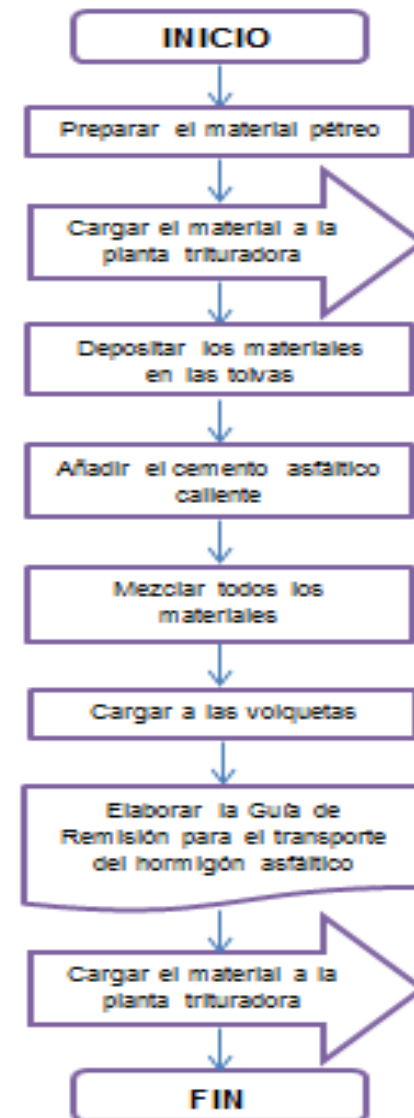 INICIO
Preparar el material pétreo
Cargar el material a la
planta trituradora
Depositar los materiales
en las tolvas
Añadir el cemento asfáltico
caliente
Mezclar todos los
materiales
Cargar a las volquetas
Elaborar la Guía de
Remisión para el transporte
del hormigón asfáltico
Cargar el material a la
planta trituradora
FIN